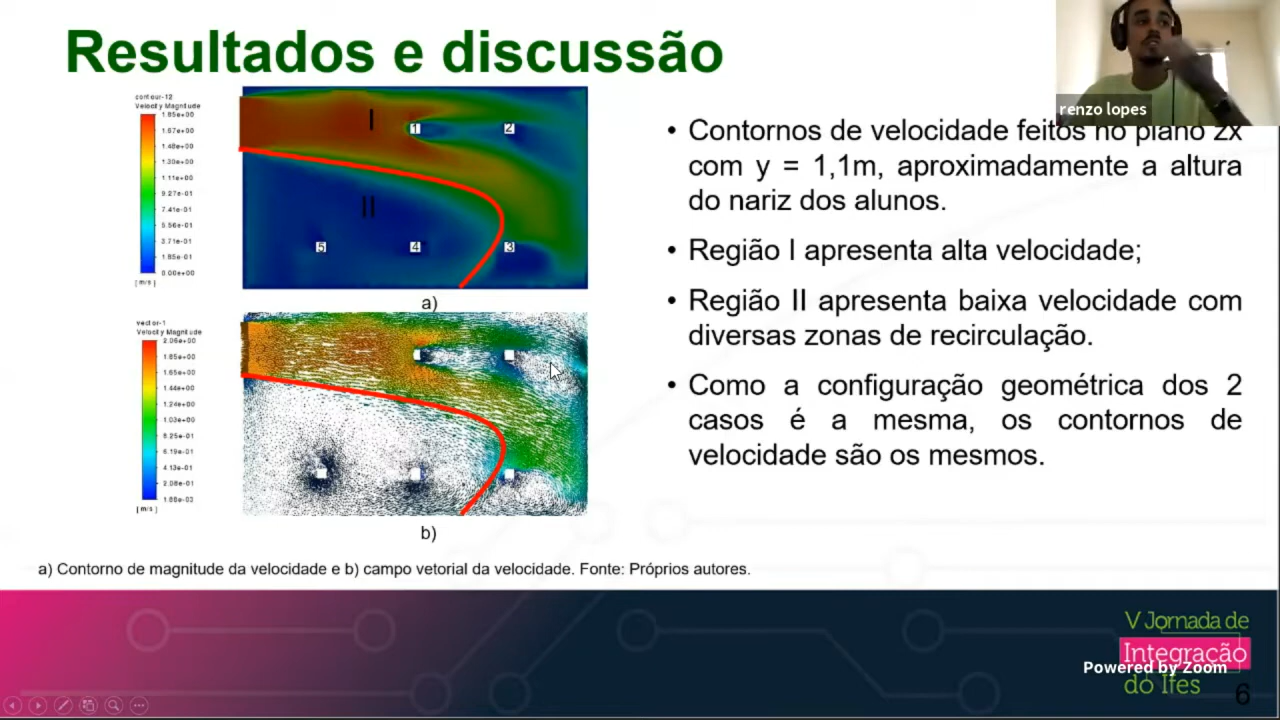 Resultados e discussão
renzo lopes
contour-12
Velocity Magnitude
1.85e+00
1.67e+00
1.48e+00
1.30e+00
1.11e+00
9.27e-01
7.41e-01
5.56e-01
3.71e-01
1.85e-01
0.00e+00
[ m/s ]
I
1
2
II
5
4
3
a)
vector-1
Velocity Magnitude
2.06e+00
1.85e+00
1.65e+00
1.44e+00
1.24e+00
1.03e+00
8.25e-01
6.19e-01
4.13e-01
2.08e-01
1.68e-03
[ m/s ]
b)
• Contornos de velocidade feitos no plano zx
com y = 1,1m, aproximadamente a altura
do nariz dos alunos.
• Região I apresenta alta velocidade;
• Região II apresenta baixa velocidade com
diversas zonas de recirculação.
• Como a configuração geométrica dos 2
casos é a mesma, os contornos de
velocidade são os mesmos.
a) Contorno de magnitude da velocidade e b) campo vetorial da velocidade. Fonte: Próprios autores.
V Jornada de
Integração
Powered by Zoom
do Ifes
6